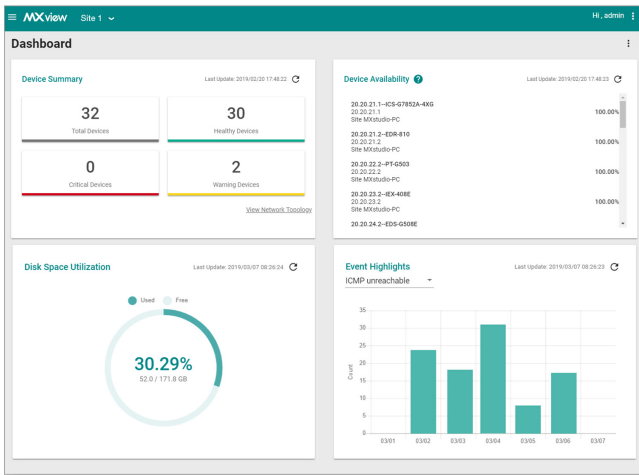 MXview Site 1 Hi , admin
Dashboard
Device Summary Last Update: 2019/02/20 17:48:22
32
Total Devices
30
Healthy Devices
0
Critical Devices
2
Warning Devices
View Network Topology
Device Availability ? Last Update: 2019/02/20 17:48:23
20.20.21.1--ICS-G7852A-4XG
20.20.21.1 100.00%
Site MXstudio-PC
20.20.21.2--EDR-810
20.20.21.2 100.00%
Site MXstudio-PC
20.20.22.2--PT-G503
20.20.22.2 100.00%
Site MXstudio-PC
20.20.23.2--IEX-408E
20.20.23.2 100.00%
Site MXstudio-PC
20.20.24.2--EDS-G508E
Disk Space Utilization Last Update: 2019/03/07 08:26:24
Used Free
30.29%
52.0 / 171.8 GB
Event Highlights Last Update: 2019/03/07 08:26:23
ICMP unreachable
Count
35
30
25
20
15
10
5
0
03/01 03/02 03/03 03/04 03/05 03/06 03/07